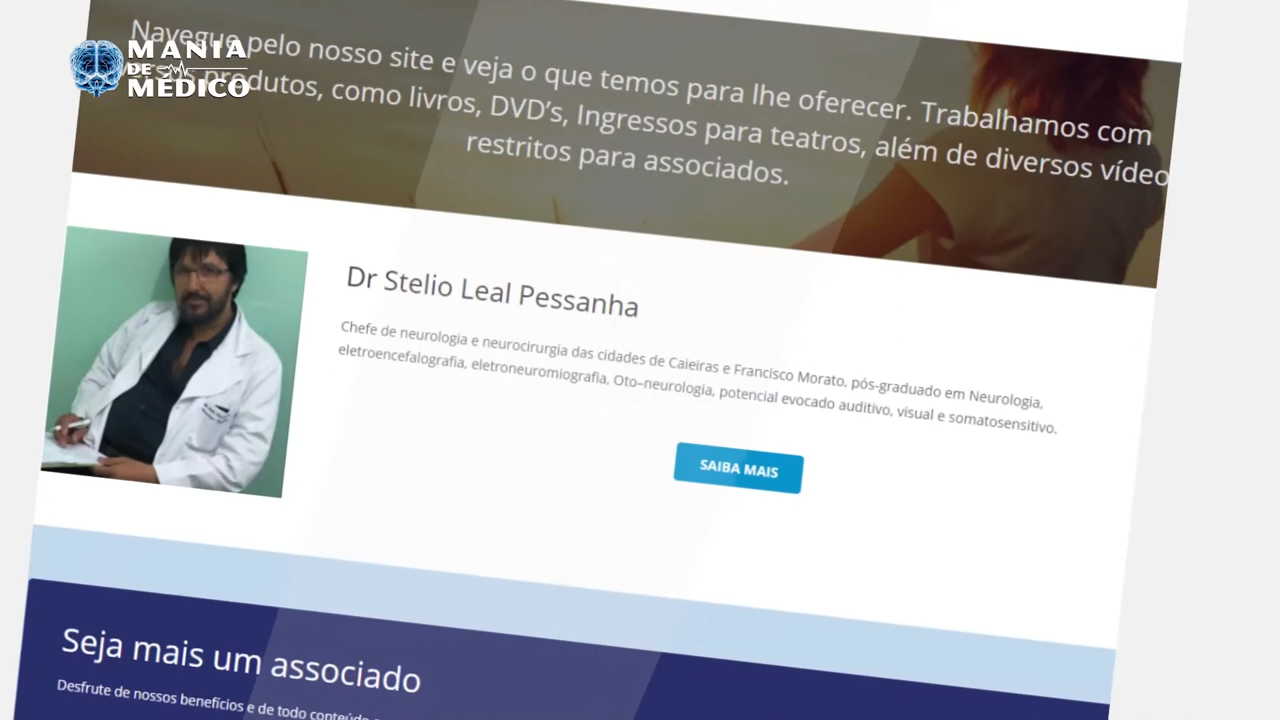 MANIA
DE
MÉDICO
Navegue pelo nosso site e veja o que temos para lhe oferecer. Trabalhamos com
produtos, como livros, DVD's, Ingressos para teatros, além de diversos vídeo
restritos para associados.
Dr Stelio Leal Pessanha
Chefe de neurologia e neurocirurgia das cidades de Caieiras e Francisco Morato, pós-graduado em Neurologia,
eletroencefalografia, eletroneuromiografia, Oto–neurologia, potencial evocado auditivo, visual e somatosensitivo.
SAIBA MAIS
Seja mais um associado
Desfrute de nossos benefícios e de todo conteúdo